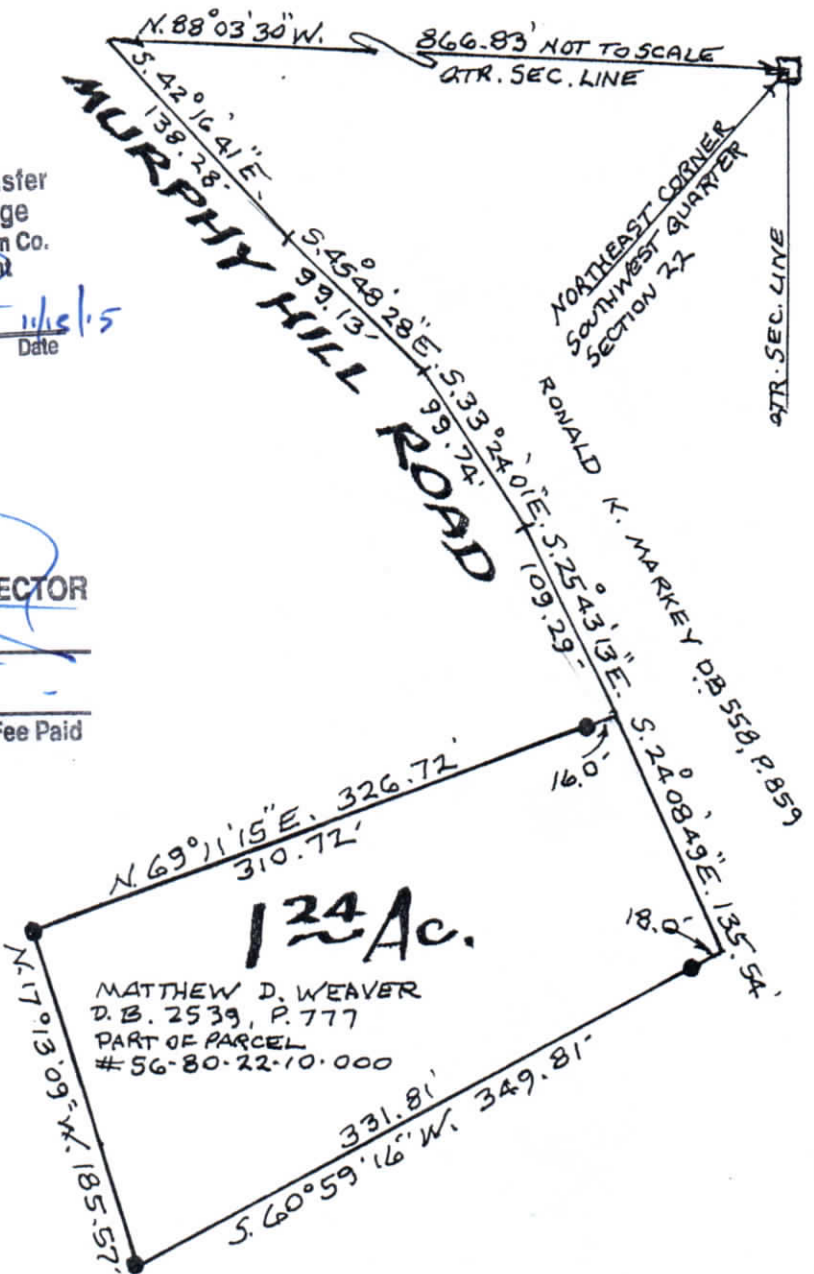 N. 88°03'30" W.
866.83' NOT TO SCALE
QTR. SEC. LINE
S. 42°16'41" E.
138.28'
MURPHY HILL ROAD
NORTHEAST CORNER
SOUTHWEST QUARTER
SECTION 22
QTR. SEC. LINE
11/15/15
Date
n Co.
S. 45°48'28" E.
99.13'
S. 33°24'01" E.
99.74'
RONALD K. MARKEY DB 558, P. 859
S. 25°43'13" E.
109.29'
ECTOR
Fee Paid
16.0'
S. 24°08'49" E. 135.54'
N. 69°11'15" E. 326.72'
310.72'
1 24 Ac.
18.0'
MATTHEW D. WEAVER
D.B. 2539, P. 777
PART OF PARCEL
#56-80-22-10.000
N. 17°13'09" W. 185.57'
331.81'
S. 60°59'16" W. 349.81'